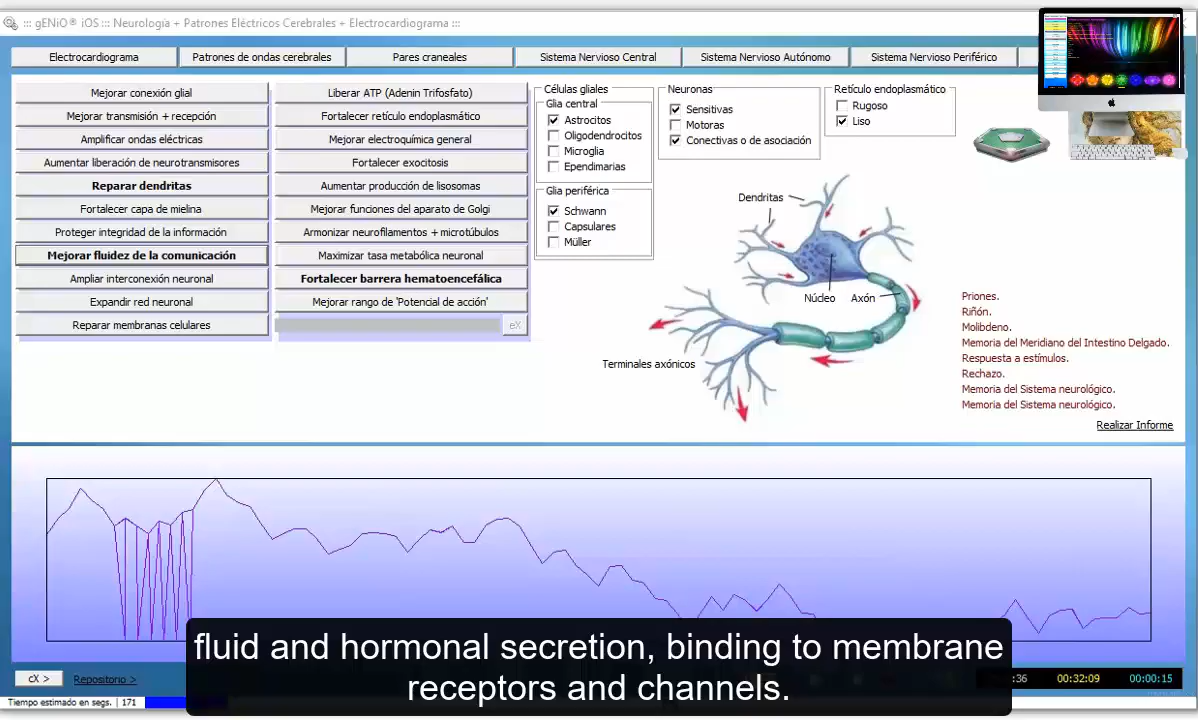 ::: gENiO® iOS ::: Neurología + Patrones Eléctricos Cerebrales + Electrocardiograma :::
Electrocardiograma
Patrones de ondas cerebrales
Pares craneales
Sistema Nervioso Central
Sistema Nervioso Autónomo
Sistema Nervioso Periférico
Mejorar conexión glial
Mejorar transmisión + recepción
Amplificar ondas eléctricas
Aumentar liberación de neurotransmisores
Reparar dendritas
Fortalecer capa de mielina
Proteger integridad de la información
Mejorar fluidez de la comunicación
Ampliar interconexión neuronal
Expandir red neuronal
Reparar membranas celulares
Liberar ATP (Adenin Trifosfato)
Fortalecer retículo endoplasmático
Mejorar electroquímica general
Fortalecer exocitosis
Aumentar producción de lisosomas
Mejorar funciones del aparato de Golgi
Armonizar neurofilamentos + microtúbulos
Maximizar tasa metabólica neuronal
Fortalecer barrera hematoencefálica
Mejorar rango de 'Potencial de acción'
eX
Células gliales
Glia central
Astrocitos
Oligodendrocitos
Microglia
Ependimarias
Glia periférica
Schwann
Capsulares
Müller
Neuronas
Sensitivas
Motoras
Conectivas o de asociación
Retículo endoplasmático
Rugoso
Liso
Dendritas
Núcleo
Axón
Terminales axónicos
Priones.
Riñón.
Molibdeno.
Memoria del Meridiano del Intestino Delgado.
Respuesta a estímulos.
Rechazo.
Memoria del Sistema neurológico.
Memoria del Sistema neurológico.
Realizar Informe
fluid and hormonal secretion, binding to membrane
receptors and channels.
cX >
Repositorio >
:36
00:32:09
00:00:15
Tiempo estimado en segs. | 171